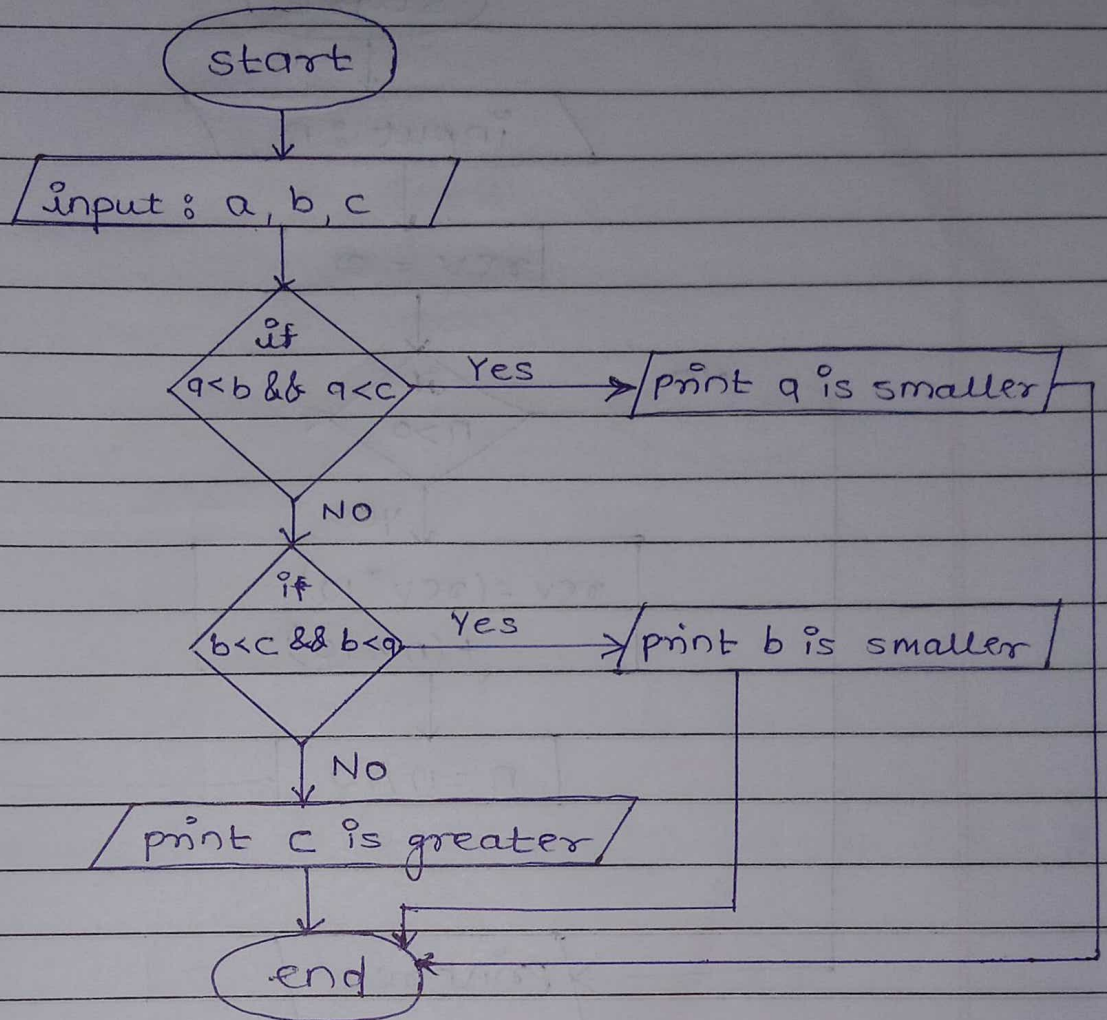 start
input : a, b, c
if
a<b && a<c
Yes
print a is smaller
NO
if
b<c && b<a
Yes
print b is smaller
NO
print c is greater
end